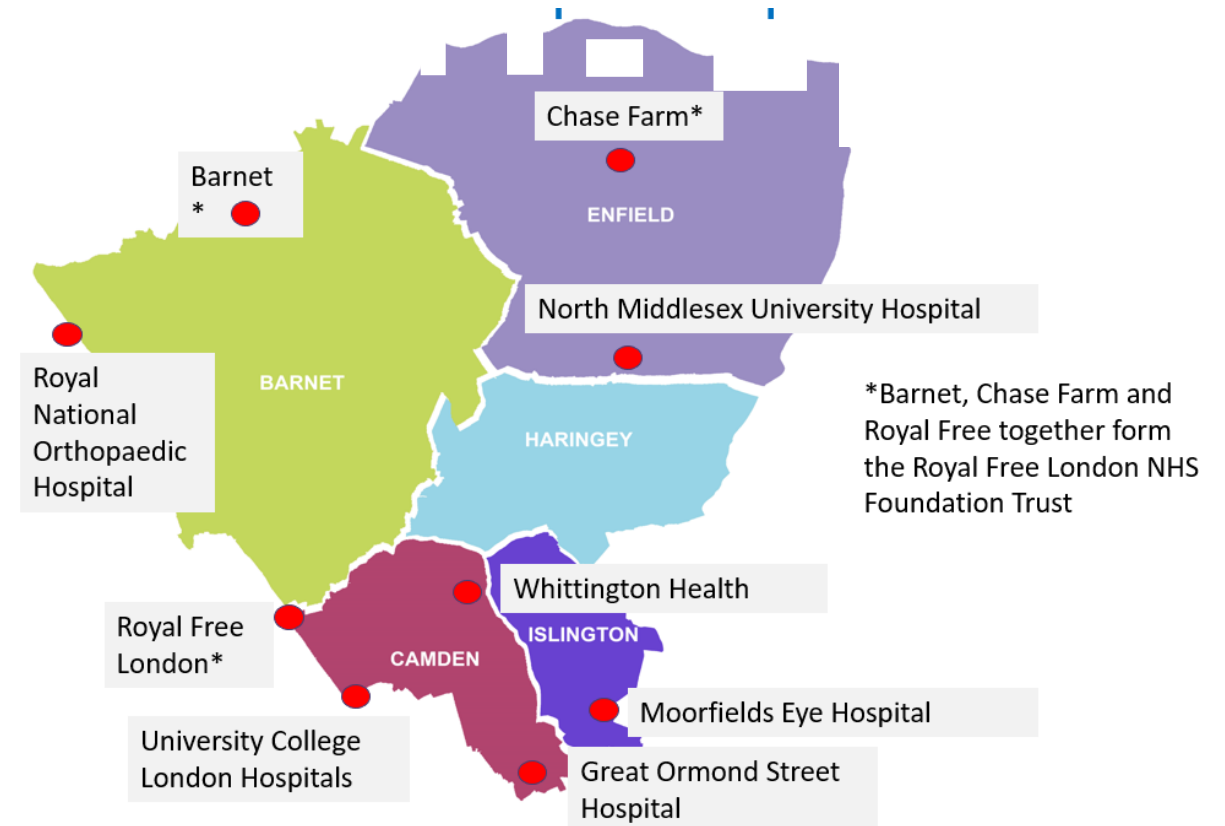 Chase Farm*
Barnet
*
ENFIELD
North Middlesex University Hospital
Royal
National
Orthopaedic
Hospital
BARNET
*Barnet, Chase Farm and
Royal Free together form
the Royal Free London NHS
Foundation Trust
HARINGEY
Whittington Health
Royal Free
London*
ISLINGTON
CAMDEN
Moorfields Eye Hospital
University College
London Hospitals
Great Ormond Street
Hospital